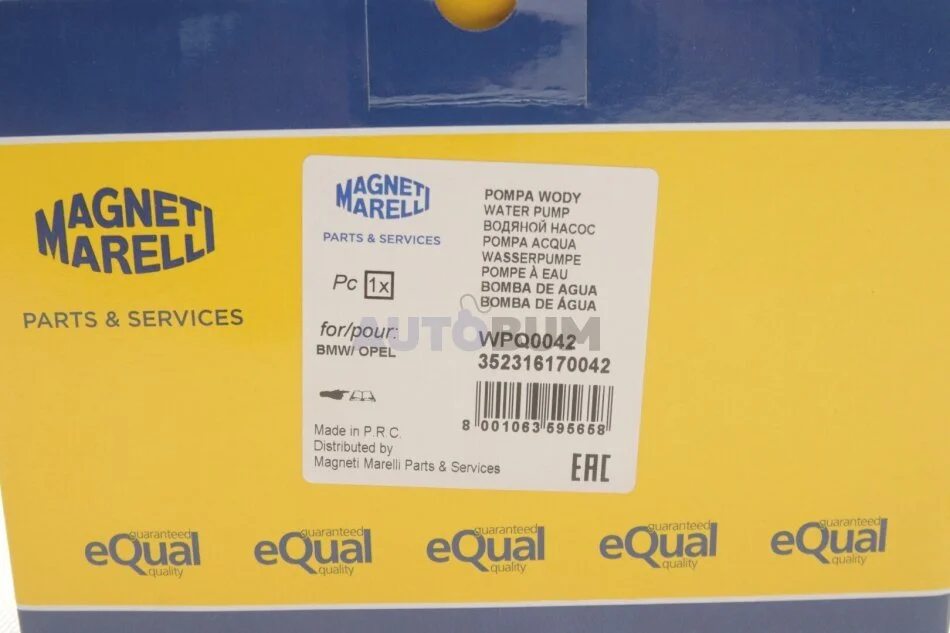 MAGNETI
MARELLI
PARTS & SERVICES
MAGNETI
MARELLI
PARTS & SERVICES
Pc 1x
for/pour:
BMW/ OPEL
Made in P.R.C.
Distributed by
Magneti Marelli Parts & Services
POMPA WODY
WATER PUMP
ВОДЯНОЙ НАСОС
POMPA ACQUA
WASSERPUMPE
POMPE À EAU
BOMBA DE AGUA
BOMBA DE ÁGUA
AUTOBUM
WPQ0042
352316170042
8 001063 595658
EAC
guaranteed
eQual
quality
guaranteed
eQual
quality
guaranteed
eQual
quality
guaranteed
eQual
quality
guaranteed
eQual
quality